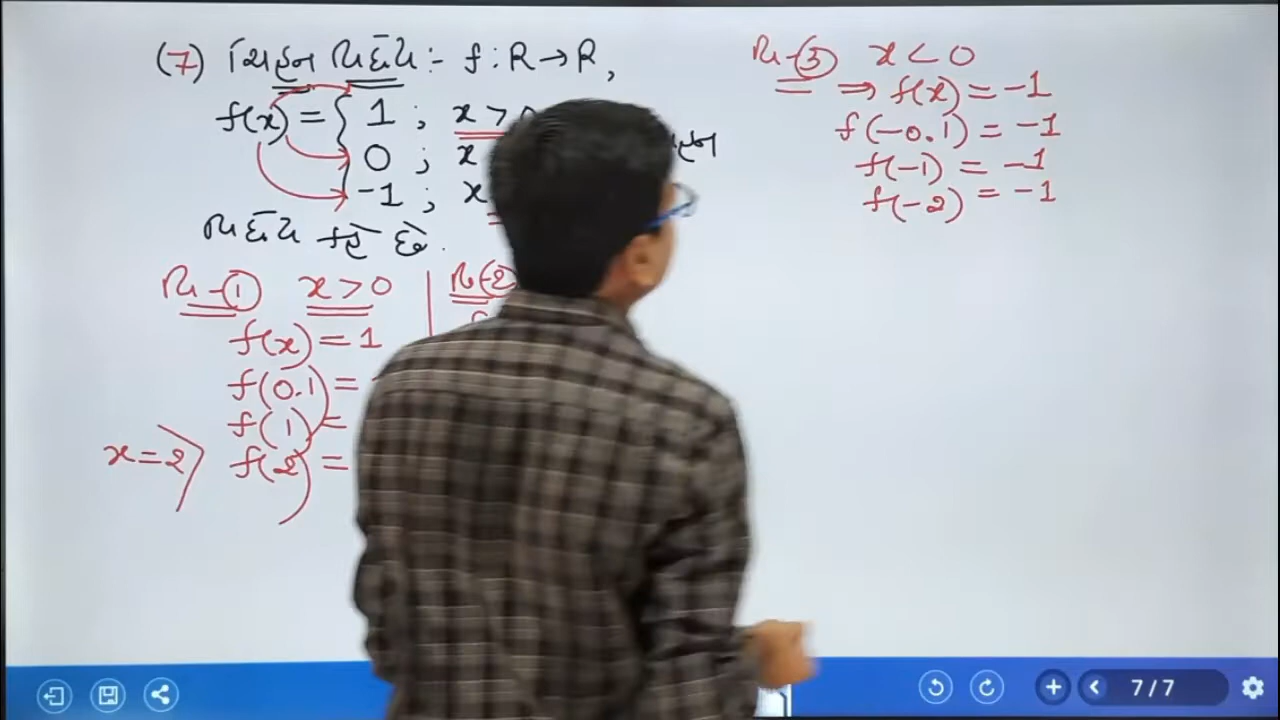 (7) ચિહ્ન વિધેય :- f : R → R,
f(x) = { 1 ; x > 0
0 ; x
-1 ; x
વિધેય કહે છે.
વિ-①  x > 0
f(x) = 1
f(0.1) =
f(1) =
x = 2 f(2) =
વિ-②
વિ-③  x < 0
⇒ f(x) = -1
f(-0.1) = -1
f(-1) = -1
f(-2) = -1
7 / 7